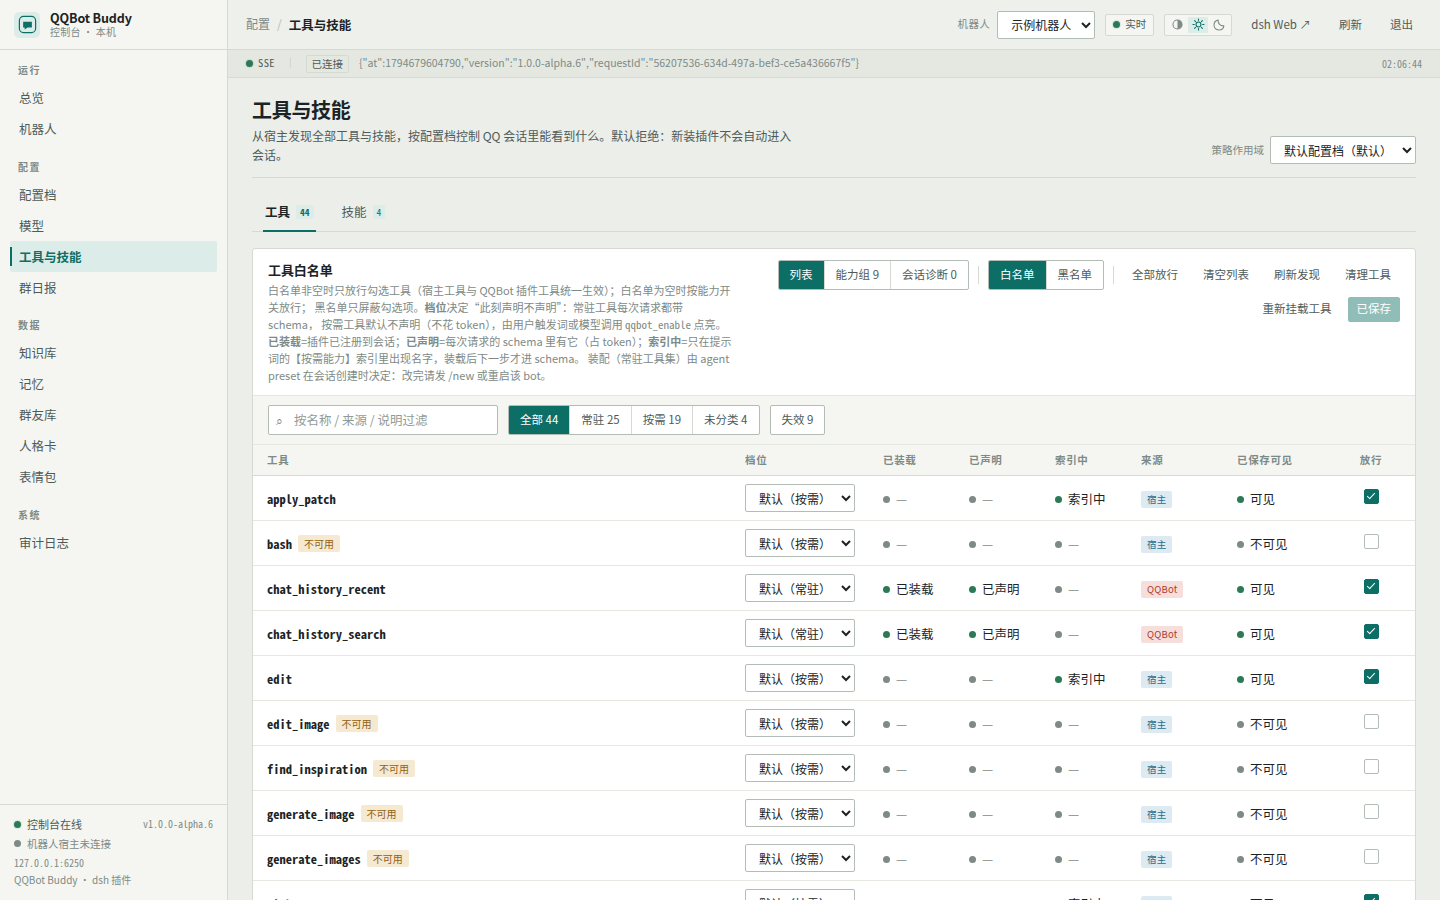 QQBot Buddy
控制台 · 本机
运行
总览
机器人
配置
配置档
模型
工具与技能
群日报
数据
知识库
记忆
群友库
人格卡
表情包
系统
审计日志
控制台在线 v1.0.0-alpha.6
机器人宿主未连接
127.0.0.1:6250
QQBot Buddy · dsh 插件
配置 / 工具与技能
机器人 示例机器人 实时 dsh Web ↗ 刷新 退出
SSE 已连接 {"at":1794679604790,"version":"1.0.0-alpha.6","requestId":"56207536-634d-497a-bef3-ce5a436667f5"} 02:06:44
工具与技能
从宿主发现全部工具与技能，按配置档控制 QQ 会话里能看到什么。默认拒绝：新装插件不会自动进入
会话。
策略作用域 默认配置档（默认）
工具 44 技能 4
工具白名单
白名单非空时只放行勾选工具（宿主工具与 QQBot 插件工具统一生效）；白名单为空时按能力开
关放行； 黑名单只屏蔽勾选工具。档位决定“此刻声明不声明”：常驻工具每次请求都带
schema， 按需工具默认不声明（不花 token），由用户触发词或模型调用 qqbot_enable 点亮。
已装载=插件已注册到会话；已声明=每次请求的 schema 里有它（占 token）；索引中=只在提示
词的【按需能力】索引里出现名字，装载后下一步才进 schema。 装配（常驻工具集）由 agent
preset 在会话创建时决定：改完请发 /new 或重启该 bot。
列表 能力组 9 会话诊断 0 白名单 黑名单 全部放行 清空列表 刷新发现 清理工具
重新挂载工具 已保存
按名称 / 来源 / 说明过滤 全部 44 常驻 25 按需 19 未分类 4 失效 9
工具 档位 已装载 已声明 索引中 来源 已保存可见 放行
apply_patch 默认（按需） — — 索引中 宿主 可见
bash 不可用 默认（按需） — — — 宿主 不可见
chat_history_recent 默认（常驻） 已装载 已声明 — QQBot 可见
chat_history_search 默认（常驻） 已装载 已声明 — QQBot 可见
edit 默认（按需） — — 索引中 宿主 可见
edit_image 不可用 默认（按需） — — — 宿主 不可见
find_inspiration 不可用 默认（按需） — — — 宿主 不可见
generate_image 不可用 默认（按需） — — — 宿主 不可见
generate_images 不可用 默认（按需） — — — 宿主 不可见